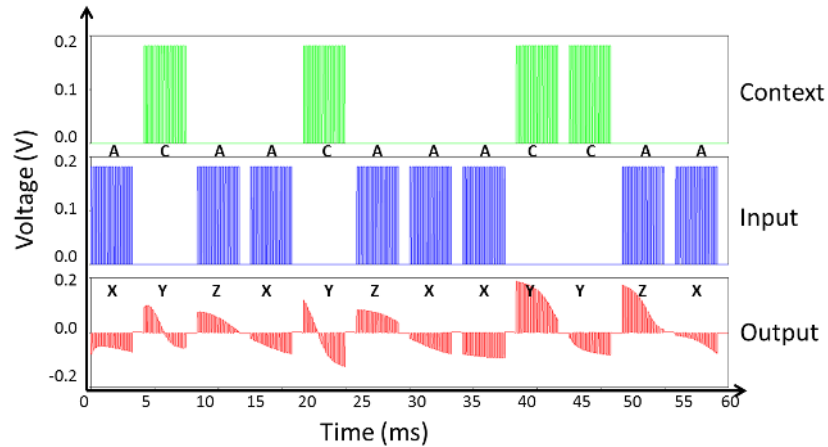 0.2
0.1
0.0
Context
A C A A C A A A C C A A
0.2
0.1
0.0
Input
Voltage (V)
X Y Z X Y Z X X Y Y Z X
0.2
0.0
-0.2
Output
0 5 10 15 20 25 30 35 40 45 50 55 60
Time (ms)